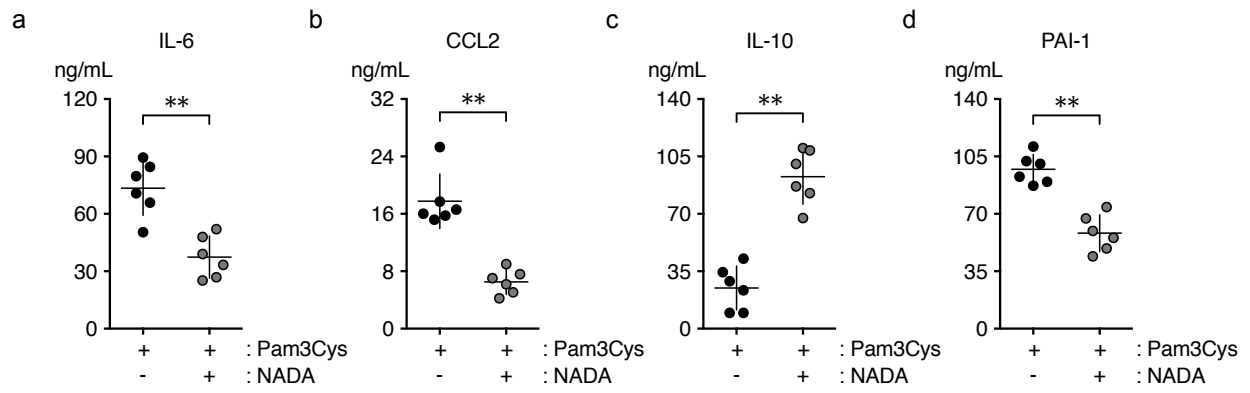 a
IL-6
ng/mL
120
90
60
30
0
**
+ + : Pam3Cys
- + : NADA
b
CCL2
ng/mL
32
24
16
8
0
**
+ + : Pam3Cys
- + : NADA
c
IL-10
ng/mL
140
105
70
35
0
**
+ + : Pam3Cys
- + : NADA
d
PAI-1
ng/mL
140
105
70
35
0
**
+ + : Pam3Cys
- + : NADA